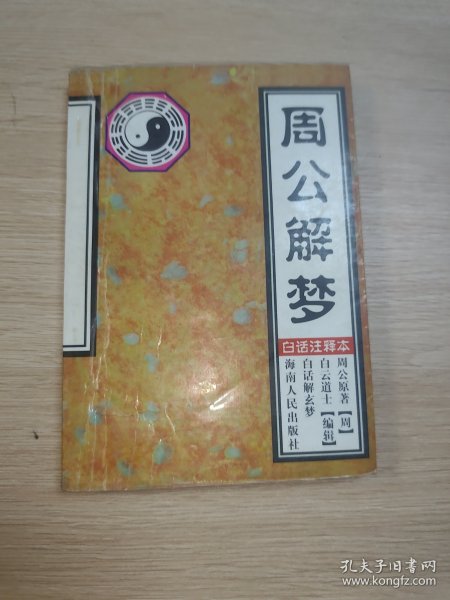 周公解梦
白话注释本
周公原著【周】
白云道士【编辑】
白话解玄梦
海南人民出版社
孔夫子旧书网
www.kongfz.com